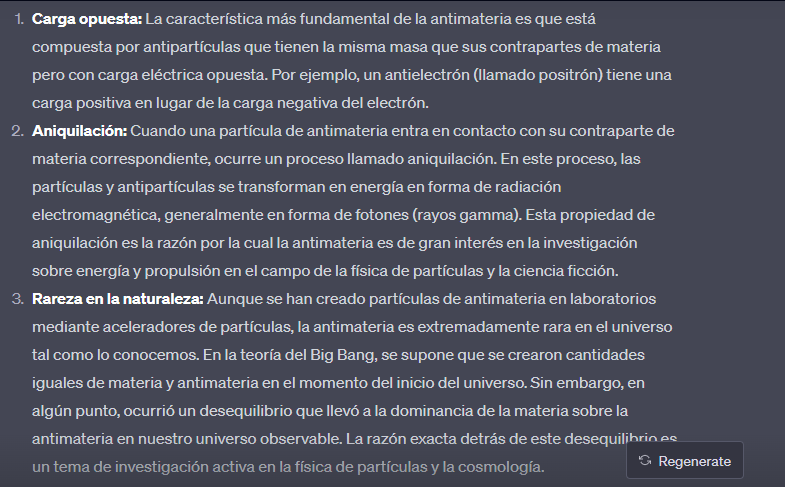 1. Carga opuesta: La característica más fundamental de la antimateria es que está
compuesta por antipartículas que tienen la misma masa que sus contrapartes de materia
pero con carga eléctrica opuesta. Por ejemplo, un antielectrón (llamado positrón) tiene una
carga positiva en lugar de la carga negativa del electrón.
2. Aniquilación: Cuando una partícula de antimateria entra en contacto con su contraparte de
materia correspondiente, ocurre un proceso llamado aniquilación. En este proceso, las
partículas y antipartículas se transforman en energía en forma de radiación
electromagnética, generalmente en forma de fotones (rayos gamma). Esta propiedad de
aniquilación es la razón por la cual la antimateria es de gran interés en la investigación
sobre energía y propulsión en el campo de la física de partículas y la ciencia ficción.
3. Rareza en la naturaleza: Aunque se han creado partículas de antimateria en laboratorios
mediante aceleradores de partículas, la antimateria es extremadamente rara en el universo
tal como lo conocemos. En la teoría del Big Bang, se supone que se crearon cantidades
iguales de materia y antimateria en el momento del inicio del universo. Sin embargo, en
algún punto, ocurrió un desequilibrio que llevó a la dominancia de la materia sobre la
antimateria en nuestro universo observable. La razón exacta detrás de este desequilibrio es
un tema de investigación activa en la física de partículas y la cosmología.
Regenerate